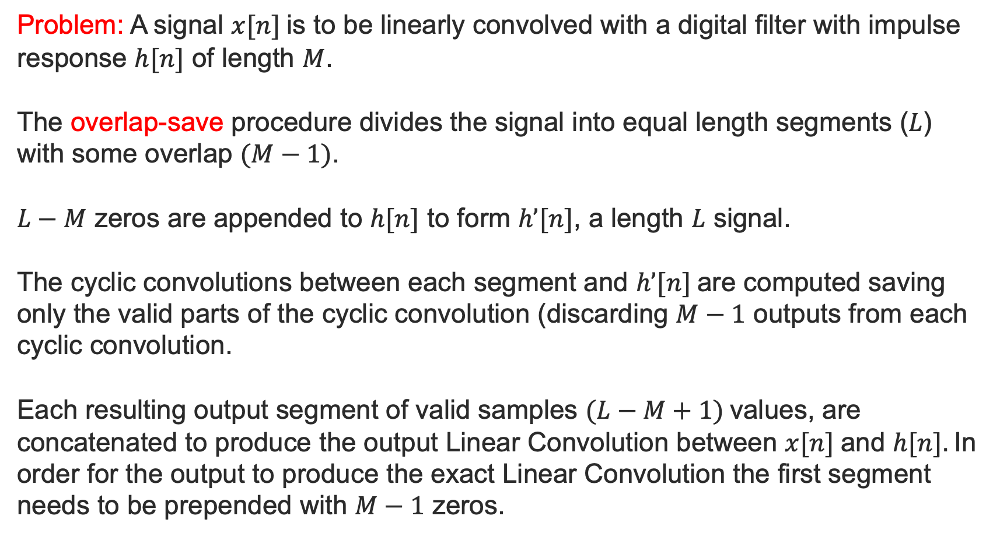 Problem: A signal x[n] is to be linearly convolved with a digital filter with impulse
response h[n] of length M.
The overlap-save procedure divides the signal into equal length segments (L)
with some overlap (M − 1).
L − M zeros are appended to h[n] to form h’[n], a length L signal.
The cyclic convolutions between each segment and h’[n] are computed saving
only the valid parts of the cyclic convolution (discarding M − 1 outputs from each
cyclic convolution.
Each resulting output segment of valid samples (L − M + 1) values, are
concatenated to produce the output Linear Convolution between x[n] and h[n]. In
order for the output to produce the exact Linear Convolution the first segment
needs to be prepended with M − 1 zeros.